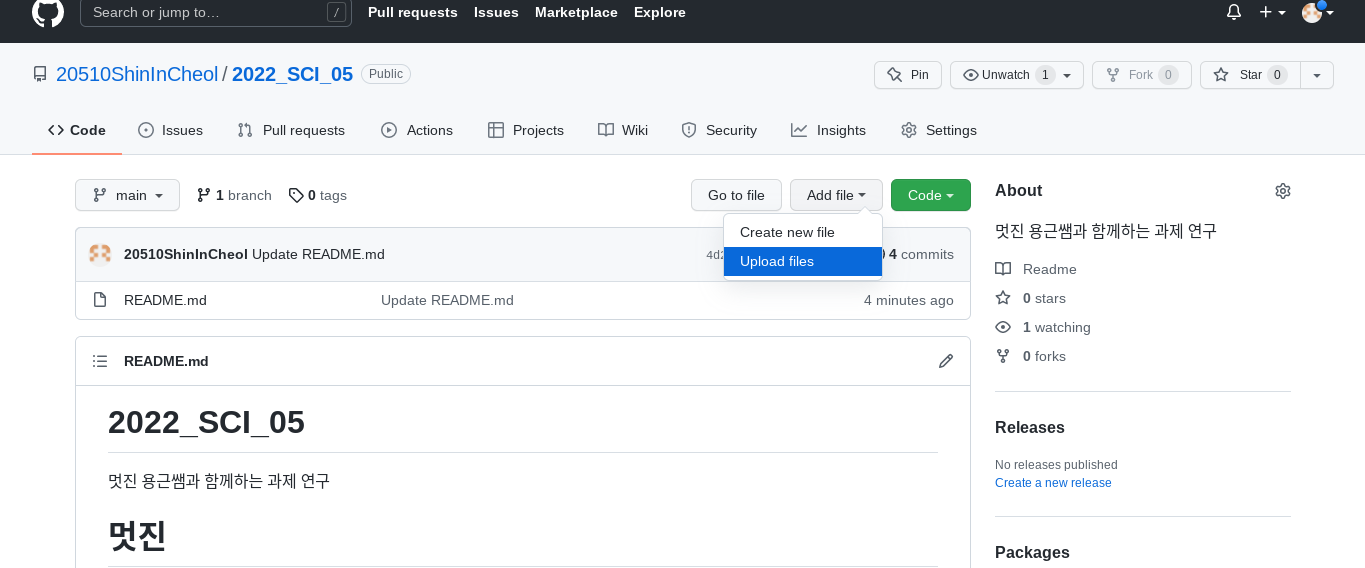 Search or jump to… / Pull requests Issues Marketplace Explore
20510ShinInCheol / 2022_SCI_05 Public Pin Unwatch 1 Fork 0 Star 0
Code Issues Pull requests Actions Projects Wiki Security Insights Settings
main 1 branch 0 tags Go to file Add file Code
Create new file
Upload files
20510ShinInCheol Update README.md 4 commits
README.md Update README.md 4 minutes ago
README.md
2022_SCI_05
멋진 용근쌤과 함께하는 과제 연구
멋진
About
멋진 용근쌤과 함께하는 과제 연구
Readme
0 stars
1 watching
0 forks
Releases
No releases published
Create a new release
Packages